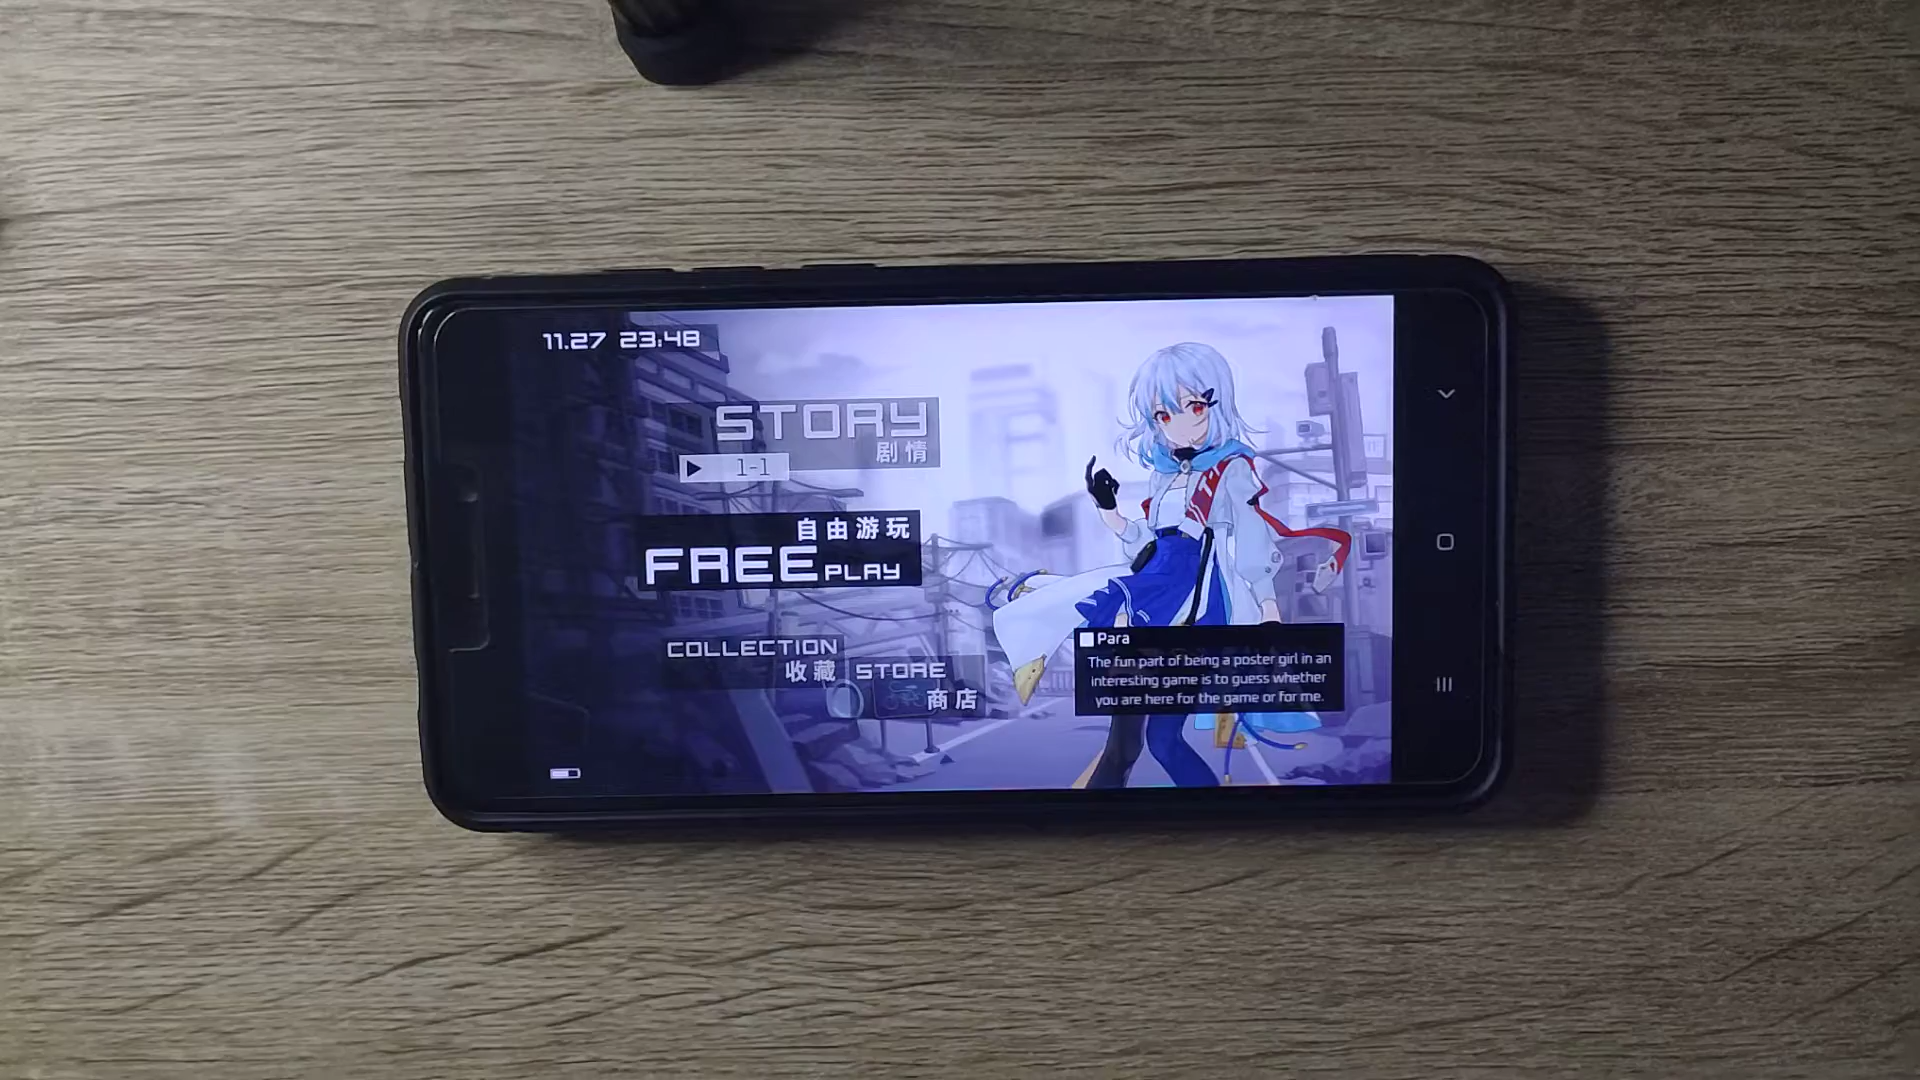 11.27 23:48
STORY
剧情
1-1
自由游玩
FREE PLAY
COLLECTION
收藏
STORE
商店
Para
The fun part of being a poster girl in an
interesting game is to guess whether
you are here for the game or for me.